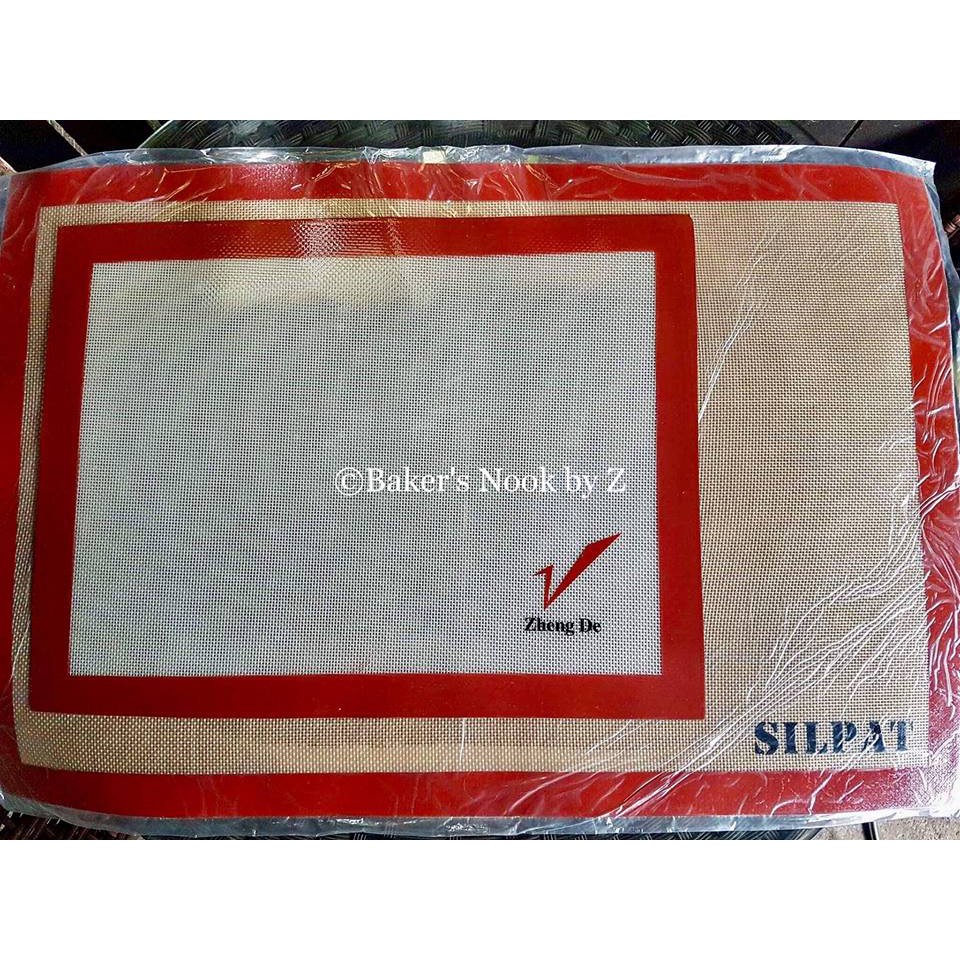 ©Baker's Nook by Z
Zheng De
SILPAT